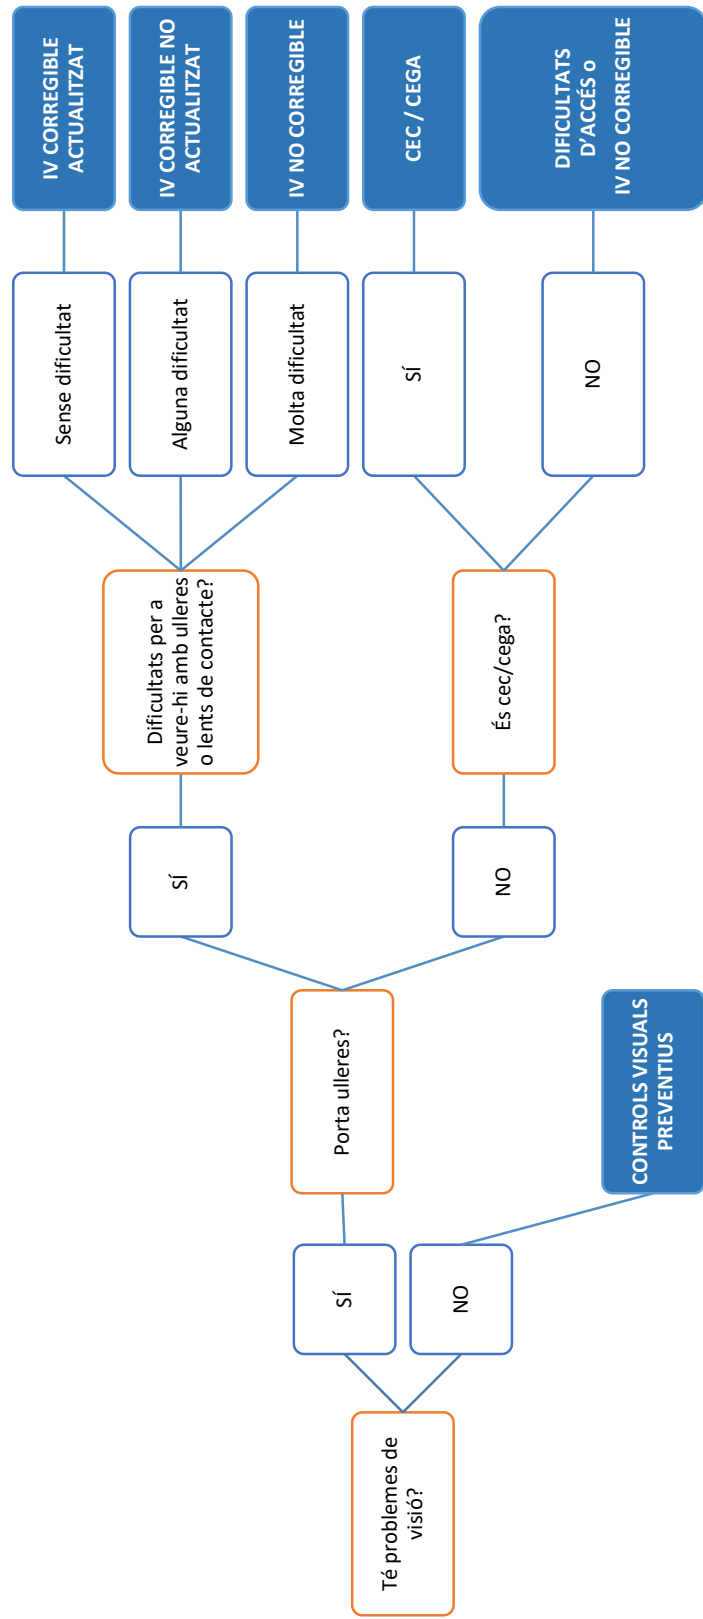 Té problemes de
visió?
SÍ
NO
Porta ulleres?
CONTROLS VISUALS
PREVENTIUS
SÍ
NO
Dificultats per a
veure-hi amb ulleres
o lents de contacte?
És cec/cega?
Sense dificultat
Alguna dificultat
Molta dificultat
SÍ
NO
IV CORREGIBLE
ACTUALITZAT
IV CORREGIBLE NO
ACTUALITZAT
IV NO CORREGIBLE
CEC / CEGA
DIFICULTATS
D'ACCÉS o
IV NO CORREGIBLE